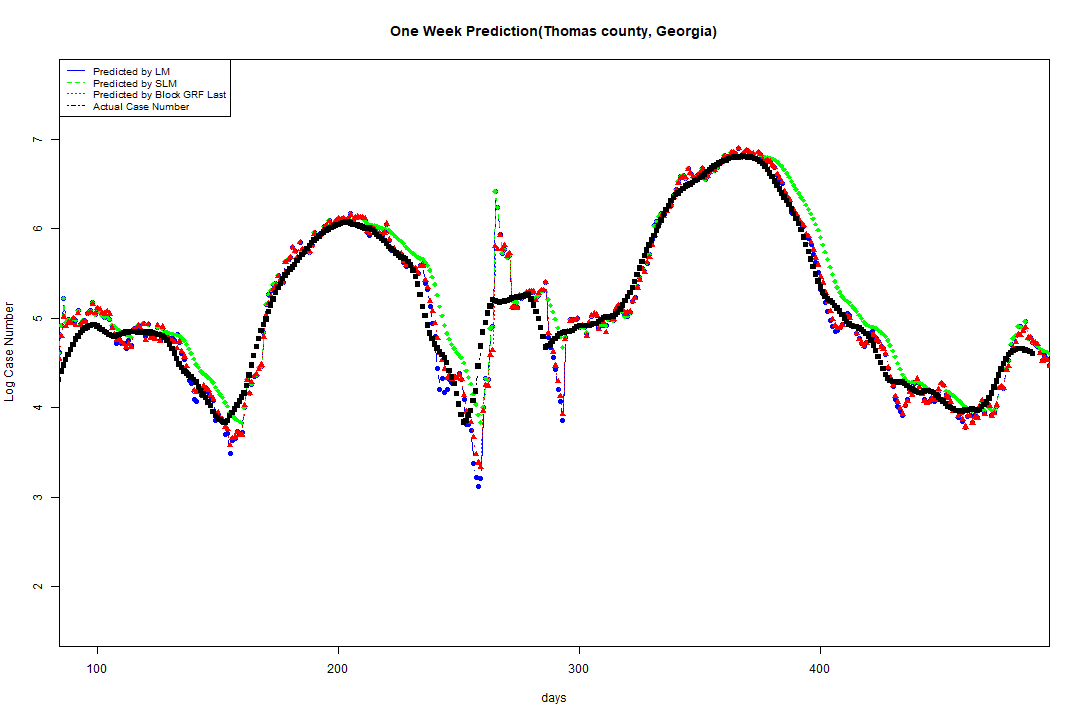 One Week Prediction(Thomas county, Georgia)
Predicted by LM
Predicted by SLM
Predicted by Block GRF Last
Actual Case Number
7
6
5
4
3
2
Log Case Number
100 200 300 400
days